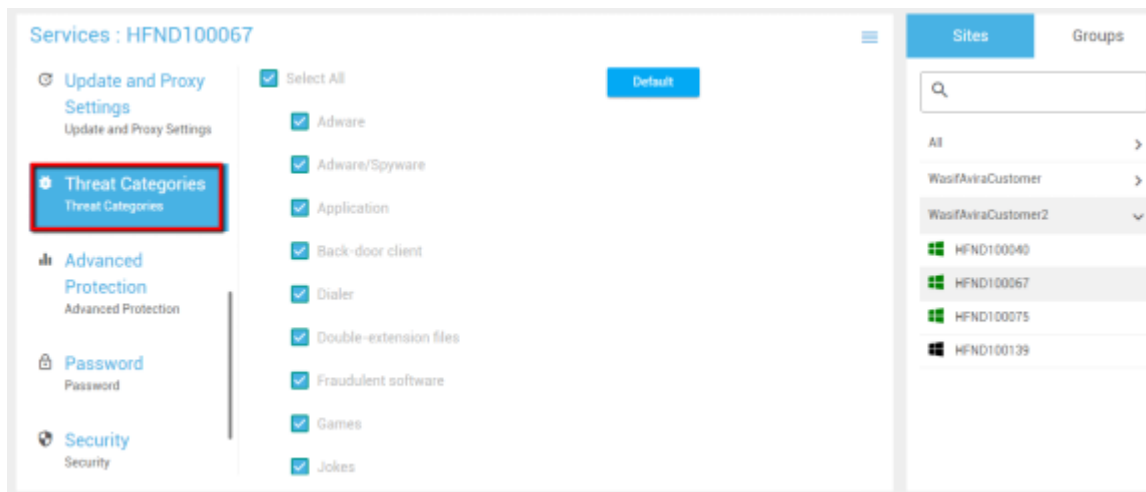 Services : HFND100067
Update and Proxy
Settings
Update and Proxy Settings
Threat Categories
Threat Categories
Advanced
Protection
Advanced Protection
Password
Password
Security
Security
Select All
Default
Adware
Adware/Spyware
Application
Back-door client
Dialer
Double-extension files
Fraudulent software
Games
Jokes
Sites
Groups
All
WasifAviraCustomer
WasifAviraCustomer2
HFND100040
HFND100067
HFND100075
HFND100139